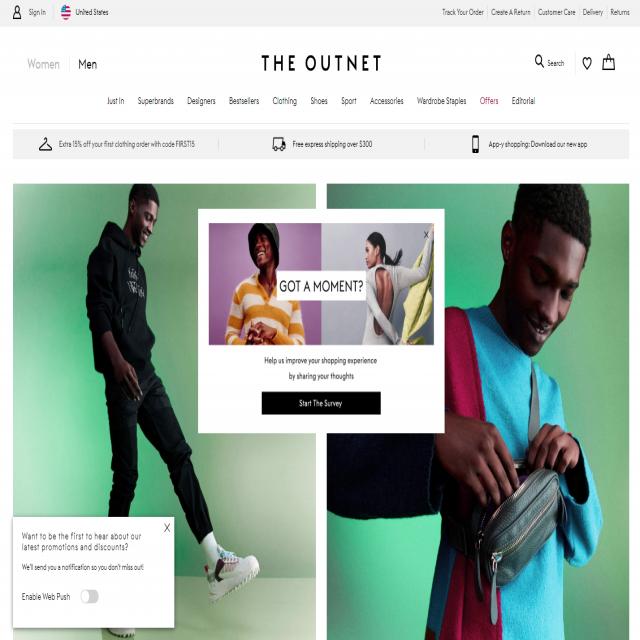 Sign In
United States
Track Your Order
Create A Return
Customer Care
Delivery
Returns
Women
Men
THE OUTNET
Search
Just In
Superbrands
Designers
Bestsellers
Clothing
Shoes
Sport
Accessories
Wardrobe Staples
Offers
Editorial
Extra 15% off your first clothing order with code FIRST15
Free express shipping over $300
App-y shopping: Download our new app
X
GOT A MOMENT?
Help us improve your shopping experience
by sharing your thoughts
Start The Survey
X
Want to be the first to hear about our
latest promotions and discounts?
We'll send you a notification so you don't miss out!
Enable Web Push